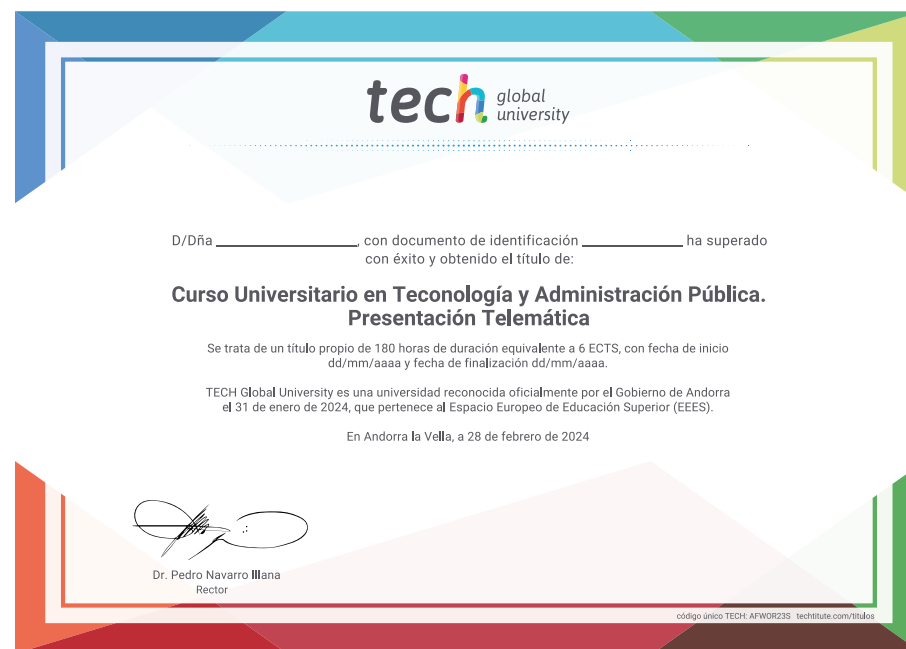 tech global university
D/Dña ____________, con documento de identificación ____________ ha superado
con éxito y obtenido el título de:
Curso Universitario en Teconología y Administración Pública.
Presentación Telemática
Se trata de un título propio de 180 horas de duración equivalente a 6 ECTS, con fecha de inicio
dd/mm/aaaa y fecha de finalización dd/mm/aaaa.
TECH Global University es una universidad reconocida oficialmente por el Gobierno de Andorra
el 31 de enero de 2024, que pertenece al Espacio Europeo de Educación Superior (EEES).
En Andorra la Vella, a 28 de febrero de 2024
Dr. Pedro Navarro Illana
Rector
código único TECH: AFWOR23S techtitute.com/titulos